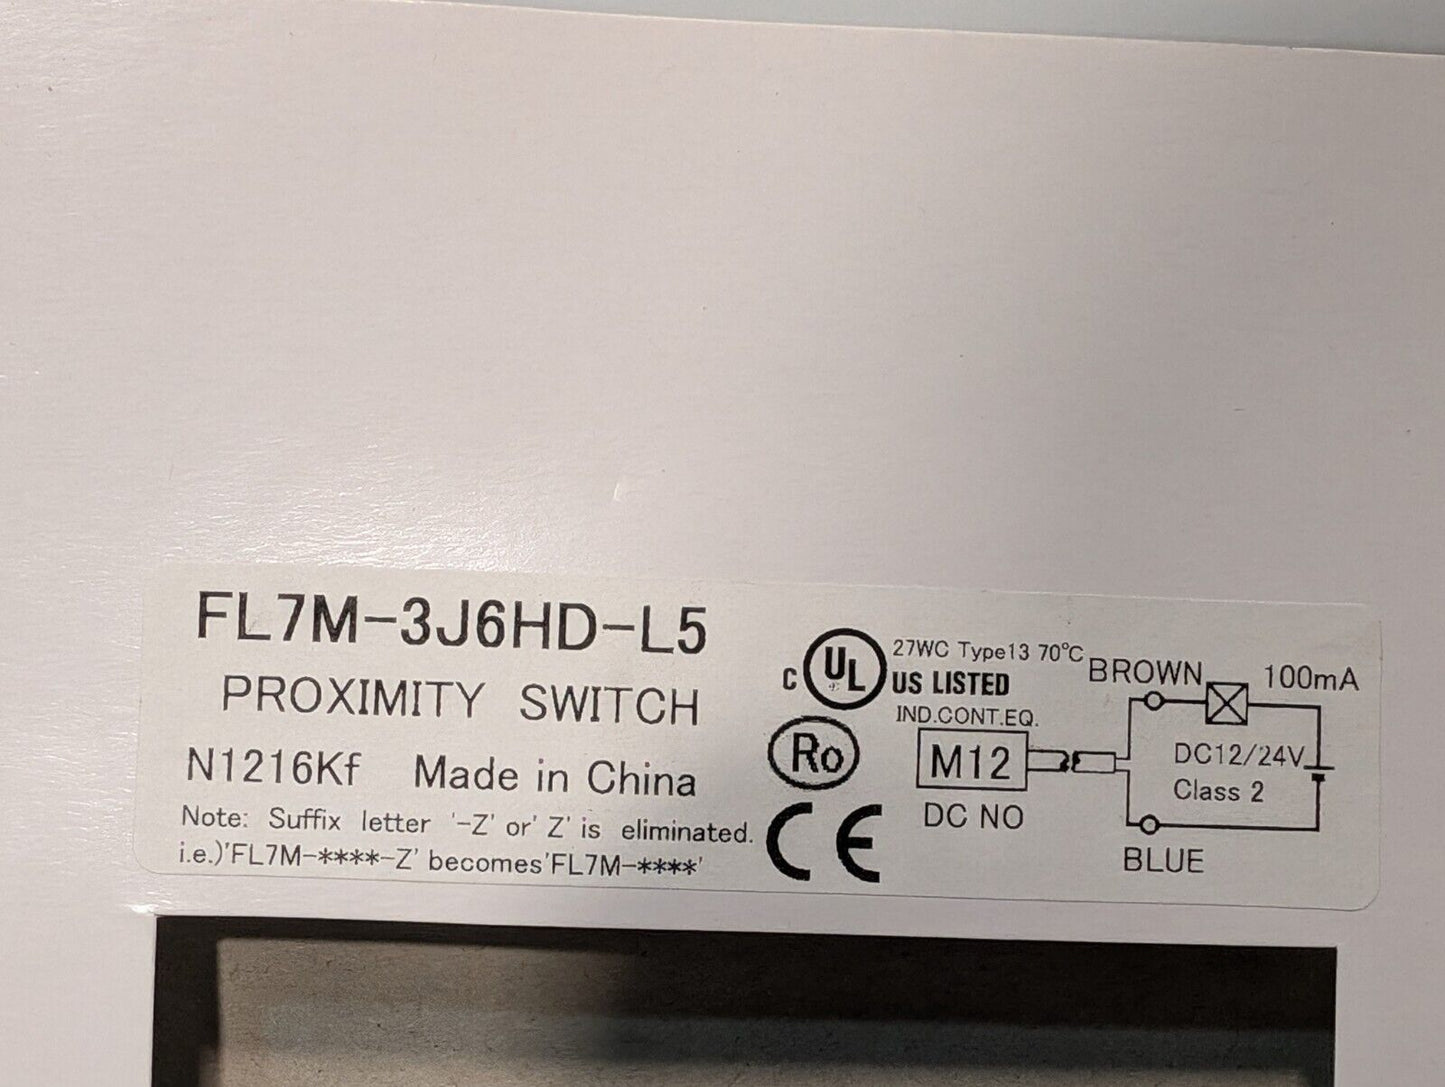 FL7M-3J6HD-L5
PROXIMITY SWITCH
N1216Kf Made in China
Note: Suffix letter '-Z' or' Z' is eliminated.
i.e.)'FL7M-****-Z' becomes'FL7M-****'
C UL US LISTED
27WC Type13 70℃
IND.CONT.EQ.
Ro
CE
M12
DC NO
BROWN
100mA
DC12/24V
Class 2
BLUE